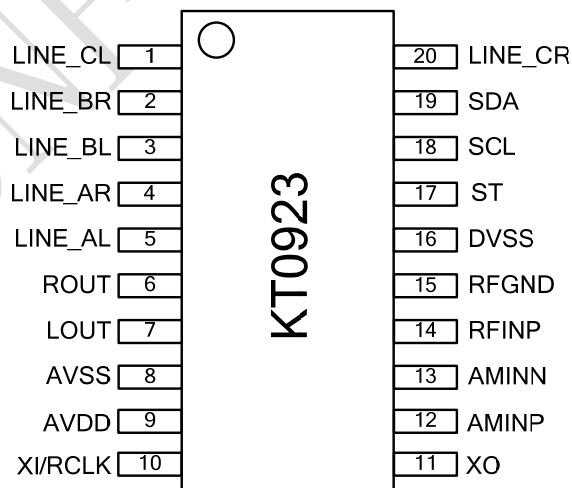 LINE_CL 1 20 LINE_CR
LINE_BR 2 19 SDA
LINE_BL 3 18 SCL
LINE_AR 4 17 ST
LINE_AL 5 16 DVSS
ROUT 6 15 RFGND
LOUT 7 14 RFINP
AVSS 8 13 AMINN
AVDD 9 12 AMINP
XI/RCLK 10 11 XO
KT0923